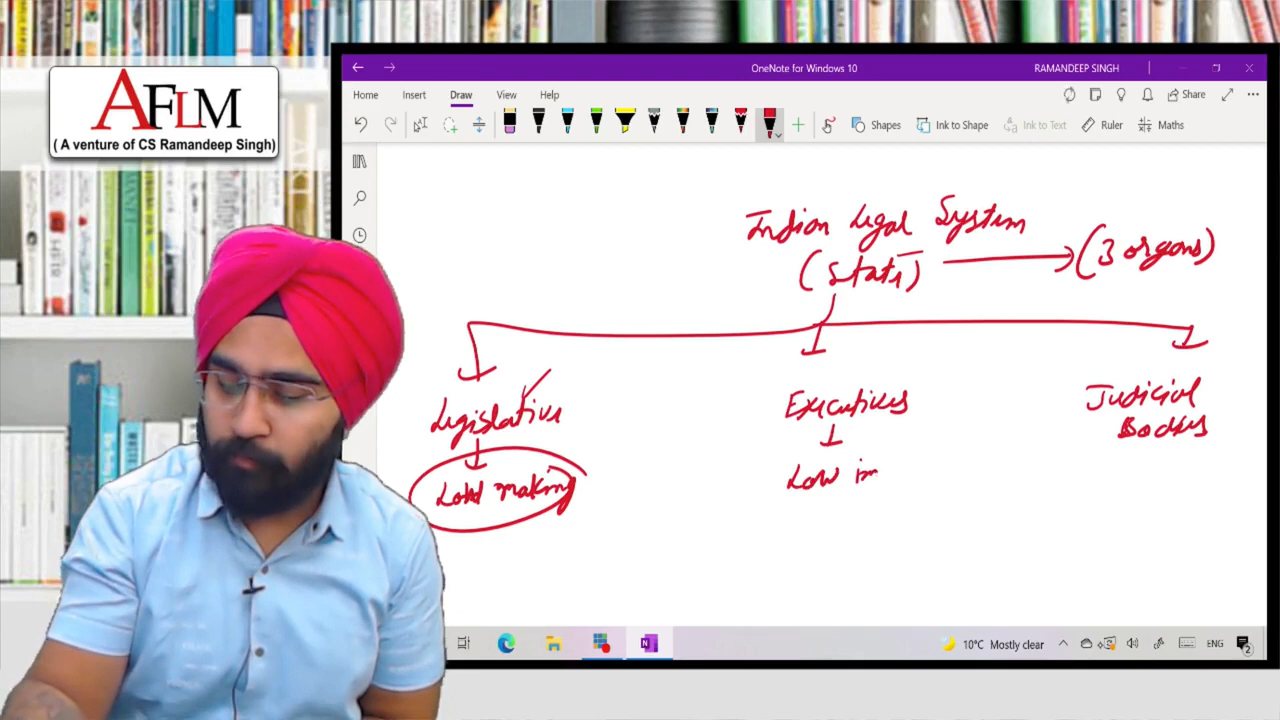 AFLM
( A venture of CS Ramandeep Singh)
OneNote for Windows 10
RAMANDEEP SINGH
Home Insert Draw View Help
Share
Shapes Ink to Shape Ink to Text Ruler Maths
Indian Legal System
(State) → (3 organs)
Legislative
Executives
Judicial
Bodies
Law making
Law im
10°C Mostly clear
ENG
2